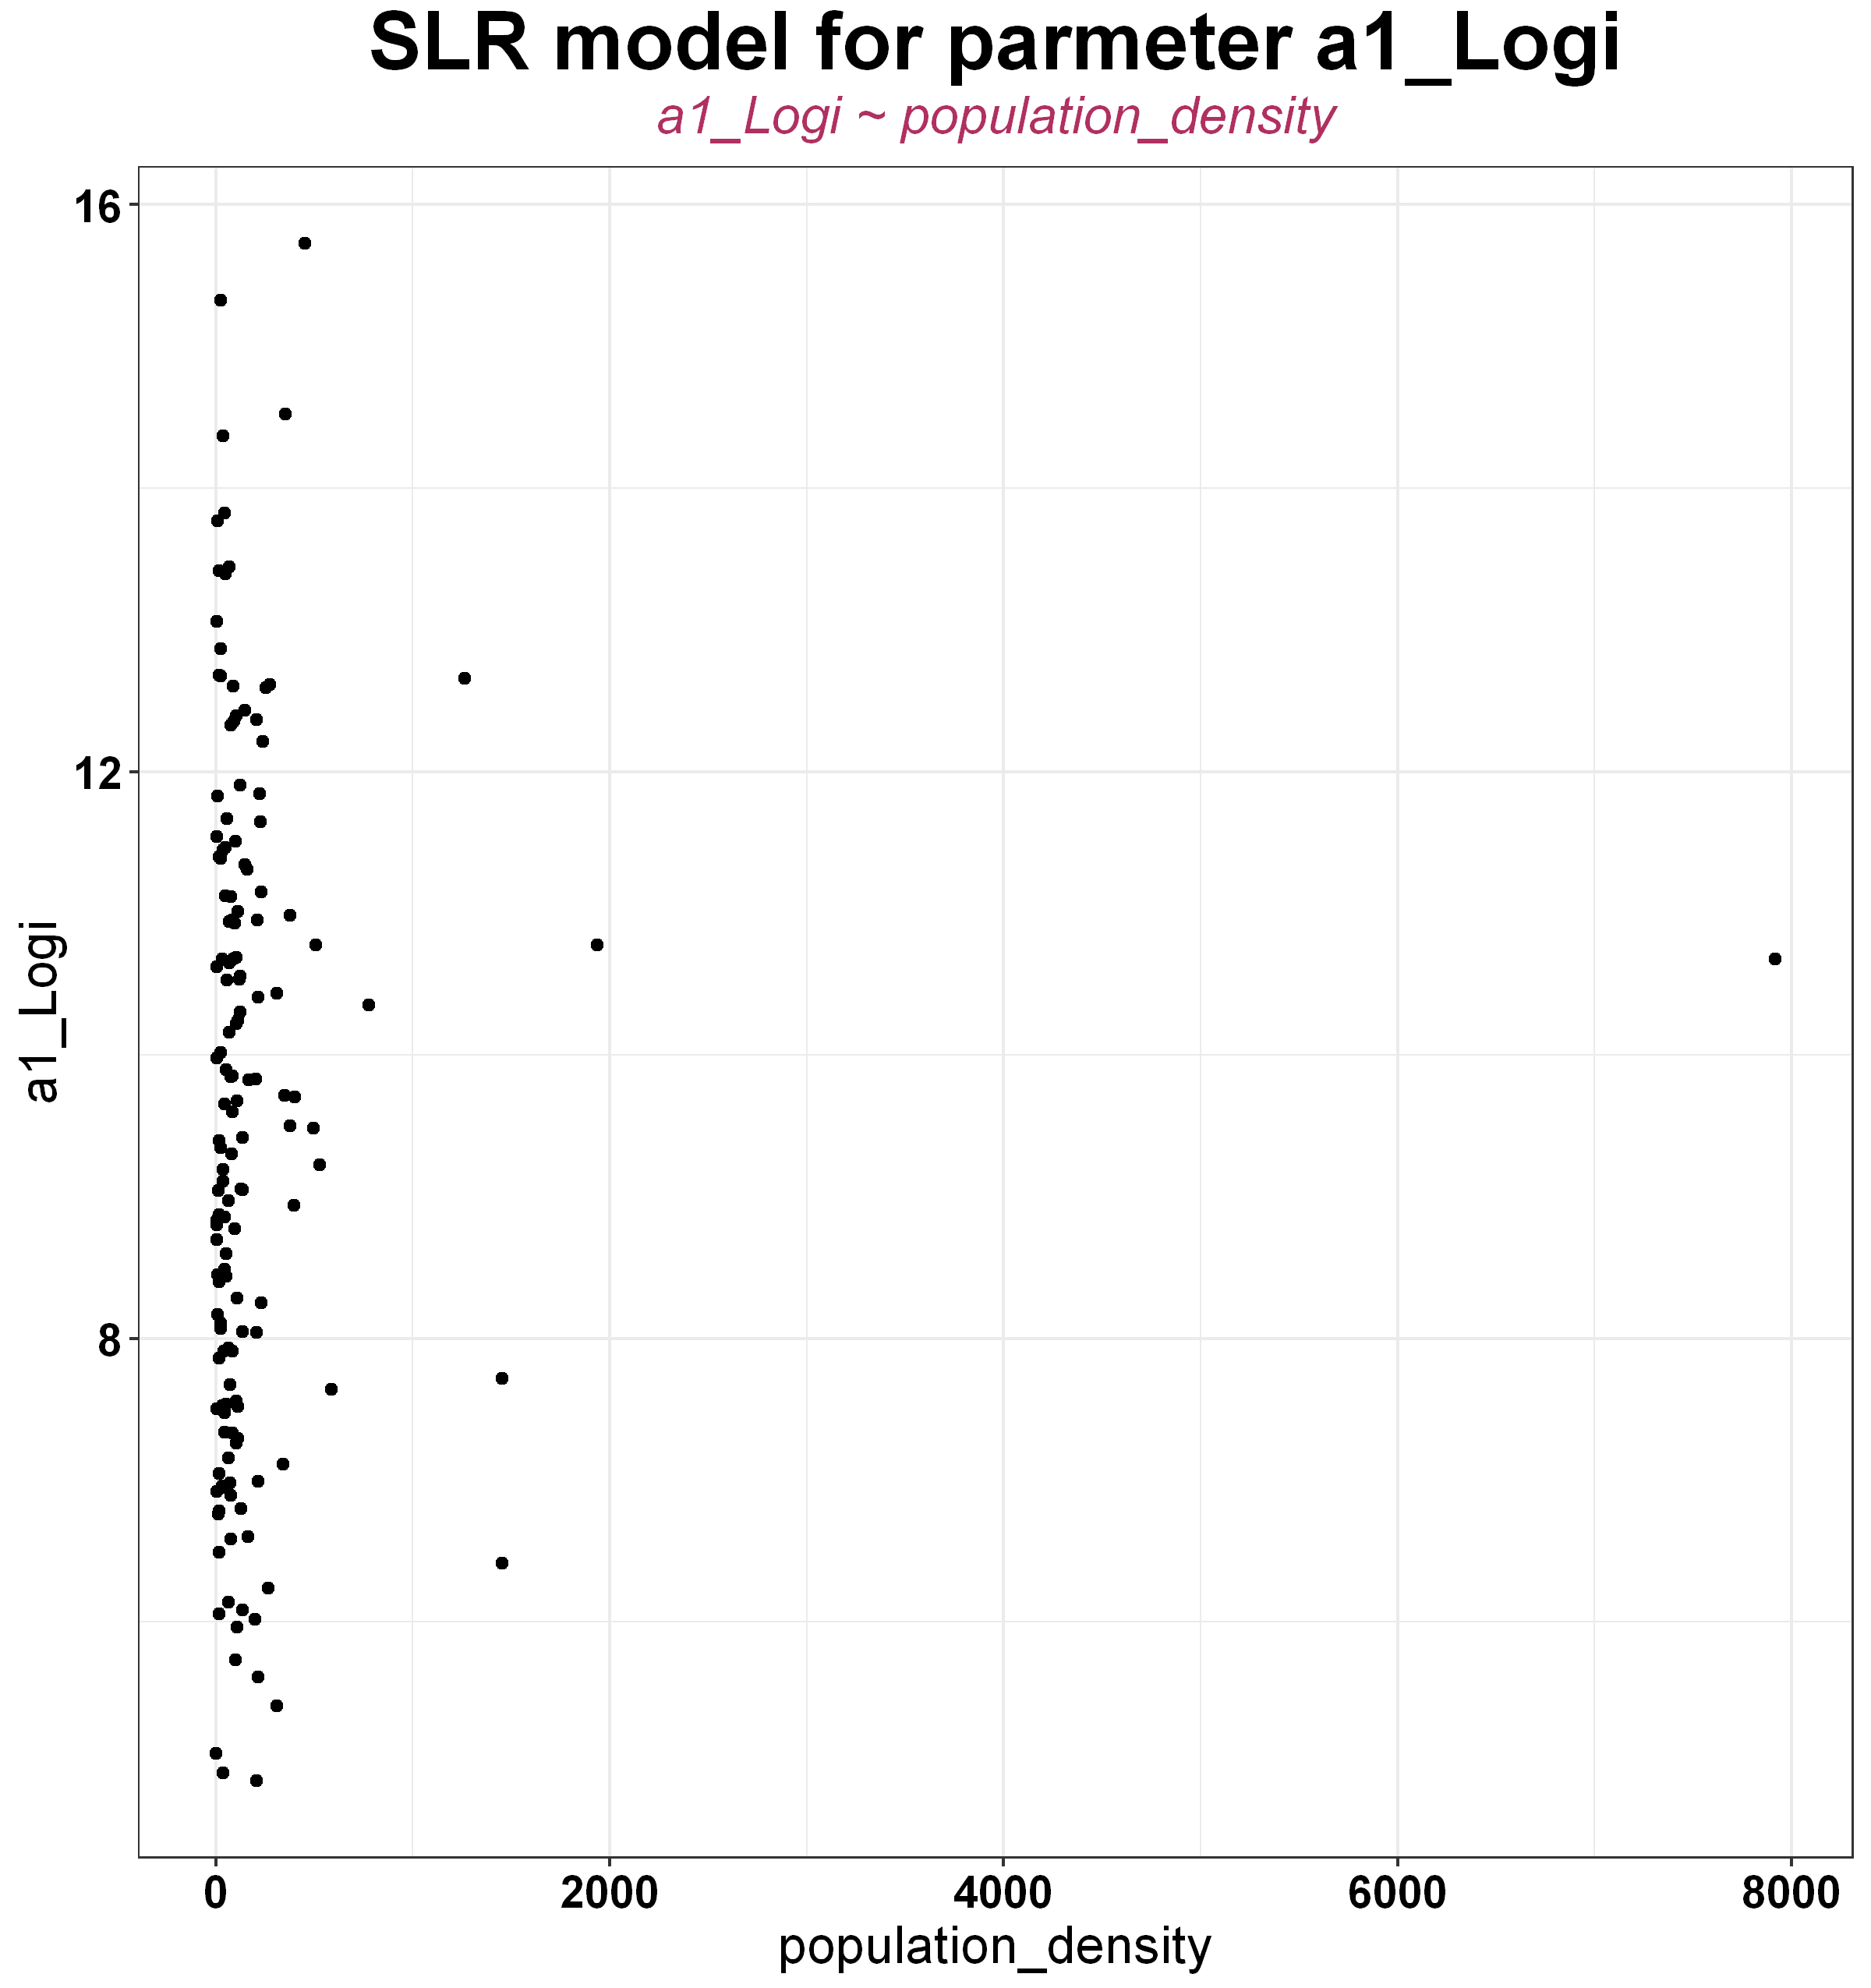 SLR model for parmeter a1_Logi
a1_Logi ~ population_density
16
12
8
a1_Logi
0 2000 4000 6000 8000
population_density